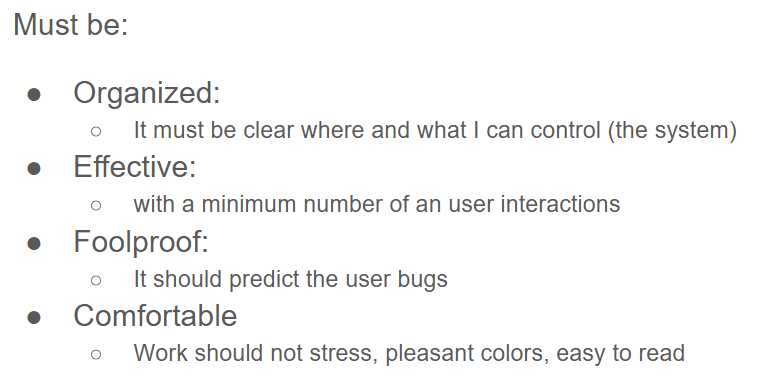 Must be:
● Organized:
○ It must be clear where and what I can control (the system)
● Effective:
○ with a minimum number of an user interactions
● Foolproof:
○ It should predict the user bugs
● Comfortable
○ Work should not stress, pleasant colors, easy to read